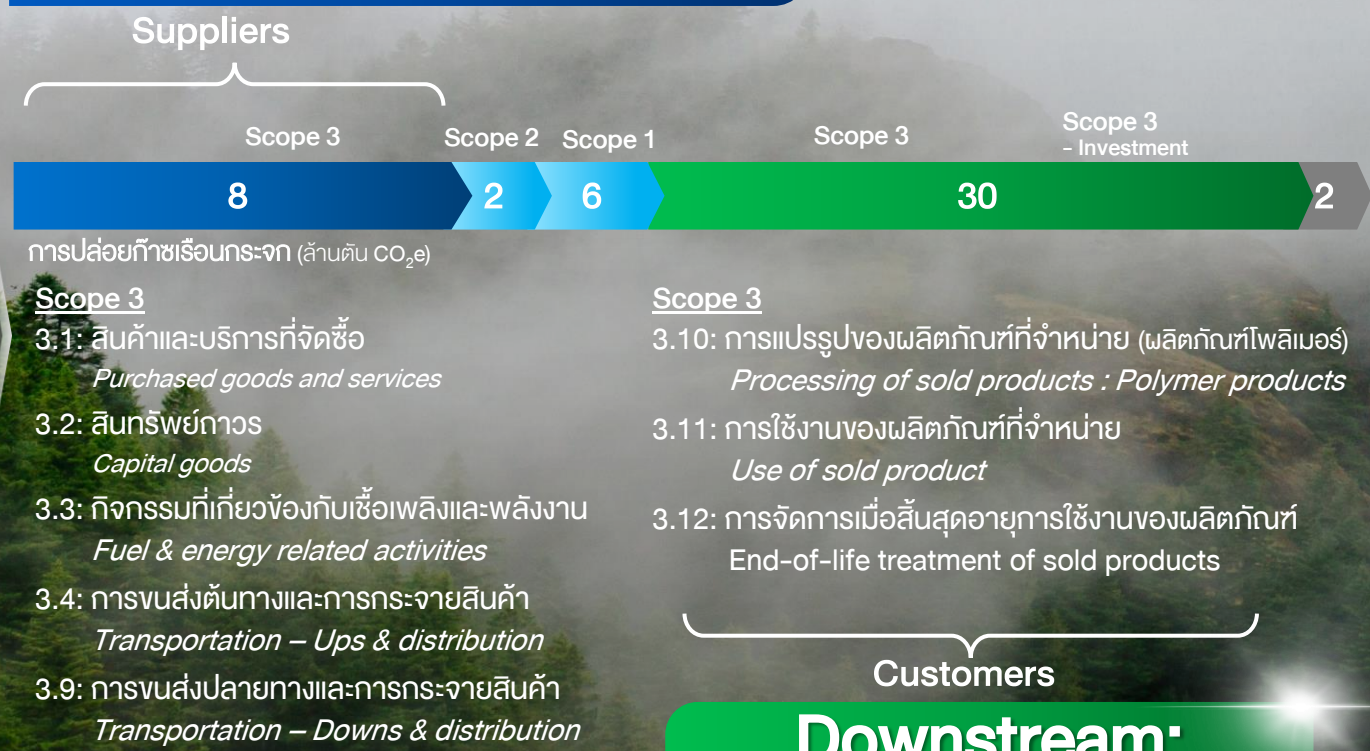 Suppliers
Scope 3
Scope 2
Scope 1
Scope 3
Scope 3
- Investment
8
2
6
30
2
การปล่อยก๊าซเรือนกระจก (ล้านตัน CO₂e)
Scope 3
3.1: สินค้าและบริการที่จัดซื้อ
Purchased goods and services
3.2: สินทรัพย์ถาวร
Capital goods
3.3: กิจกรรมที่เกี่ยวข้องกับเชื้อเพลิงและพลังงาน
Fuel & energy related activities
3.4: การขนส่งต้นทางและการกระจายสินค้า
Transportation – Ups & distribution
3.9: การขนส่งปลายทางและการกระจายสินค้า
Transportation – Downs & distribution
Scope 3
3.10: การแปรรูปของผลิตภัณฑ์ที่จำหน่าย (ผลิตภัณฑ์โพลิเมอร์)
Processing of sold products : Polymer products
3.11: การใช้งานของผลิตภัณฑ์ที่จำหน่าย
Use of sold product
3.12: การจัดการเมื่อสิ้นสุดอายุการใช้งานของผลิตภัณฑ์
End-of-life treatment of sold products
Customers
Downstream: